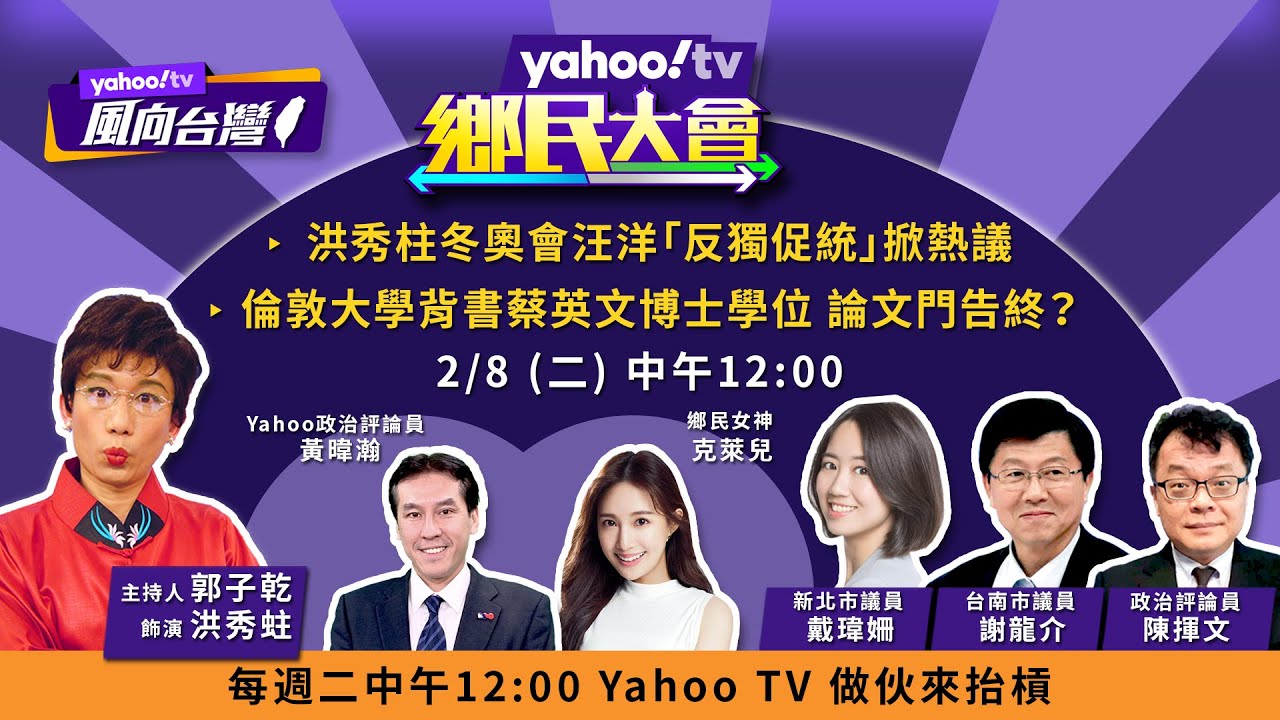 yahoo!tv
風向台灣
yahoo!tv
鄉民大會
洪秀柱冬奧會汪洋「反獨促統」掀熱議
倫敦大學背書蔡英文博士學位 論文門告終？
2/8 (二) 中午12:00
Yahoo政治評論員
黃暐瀚
鄉民女神
克萊兒
主持人 郭子乾
飾演 洪秀蛀
新北市議員
戴瑋姍
台南市議員
謝龍介
政治評論員
陳揮文
每週二中午12:00 Yahoo TV 做伙來抬槓